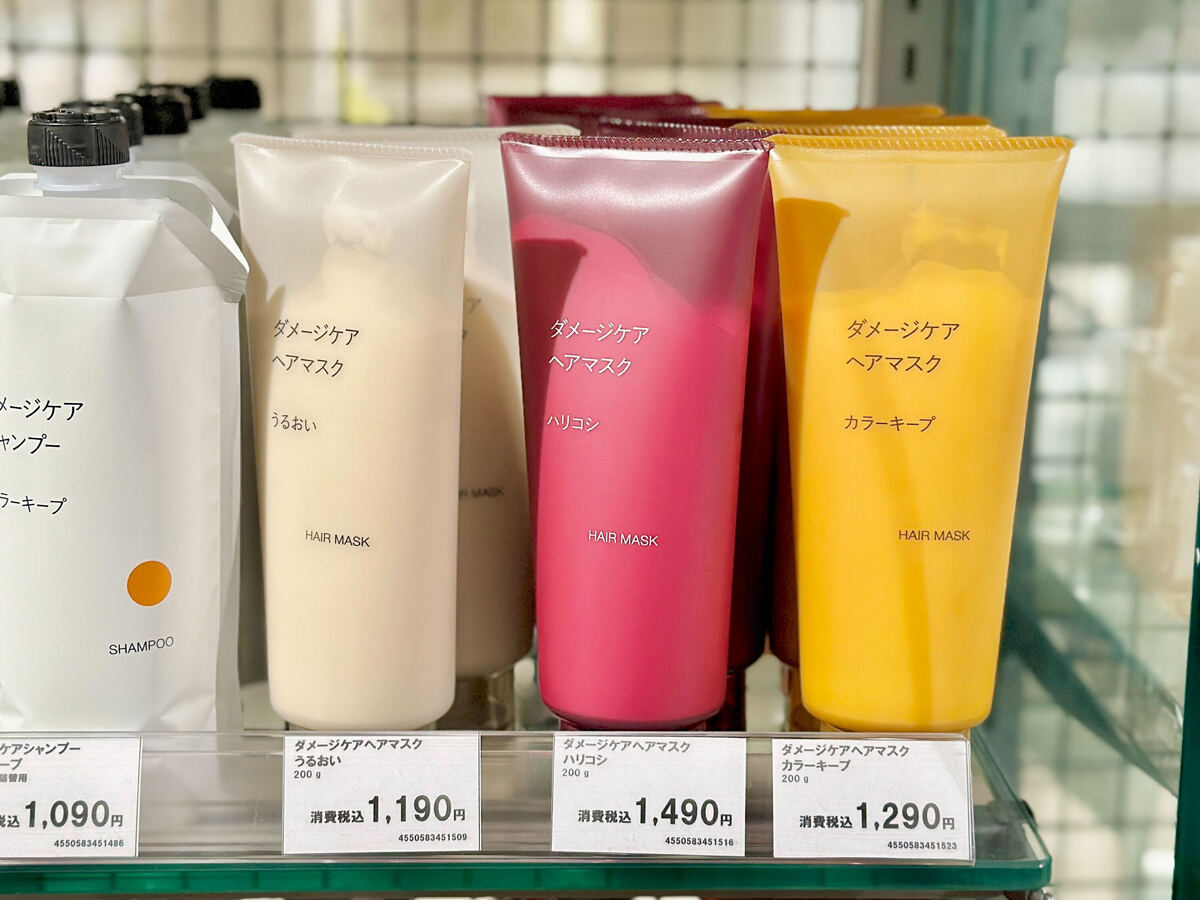 メージケア
ャンプー
ラーキープ
SHAMPOO
ダメージケア
ヘアマスク
うるおい
HAIR MASK
HAIR MASK
ダメージケア
ヘアマスク
ハリコシ
HAIR MASK
ダメージケア
ヘアマスク
カラーキープ
HAIR MASK
ケアシャンプー
ープ
詰替用
税込1,090円
4550583451486
ダメージケアヘアマスク
うるおい
200 g
消費税込1,190円
4550583451509
ダメージケアヘアマスク
ハリコシ
200 g
消費税込1,490円
4550583451516
ダメージケアヘアマスク
カラーキープ
200 g
消費税込1,290円
4550583451523